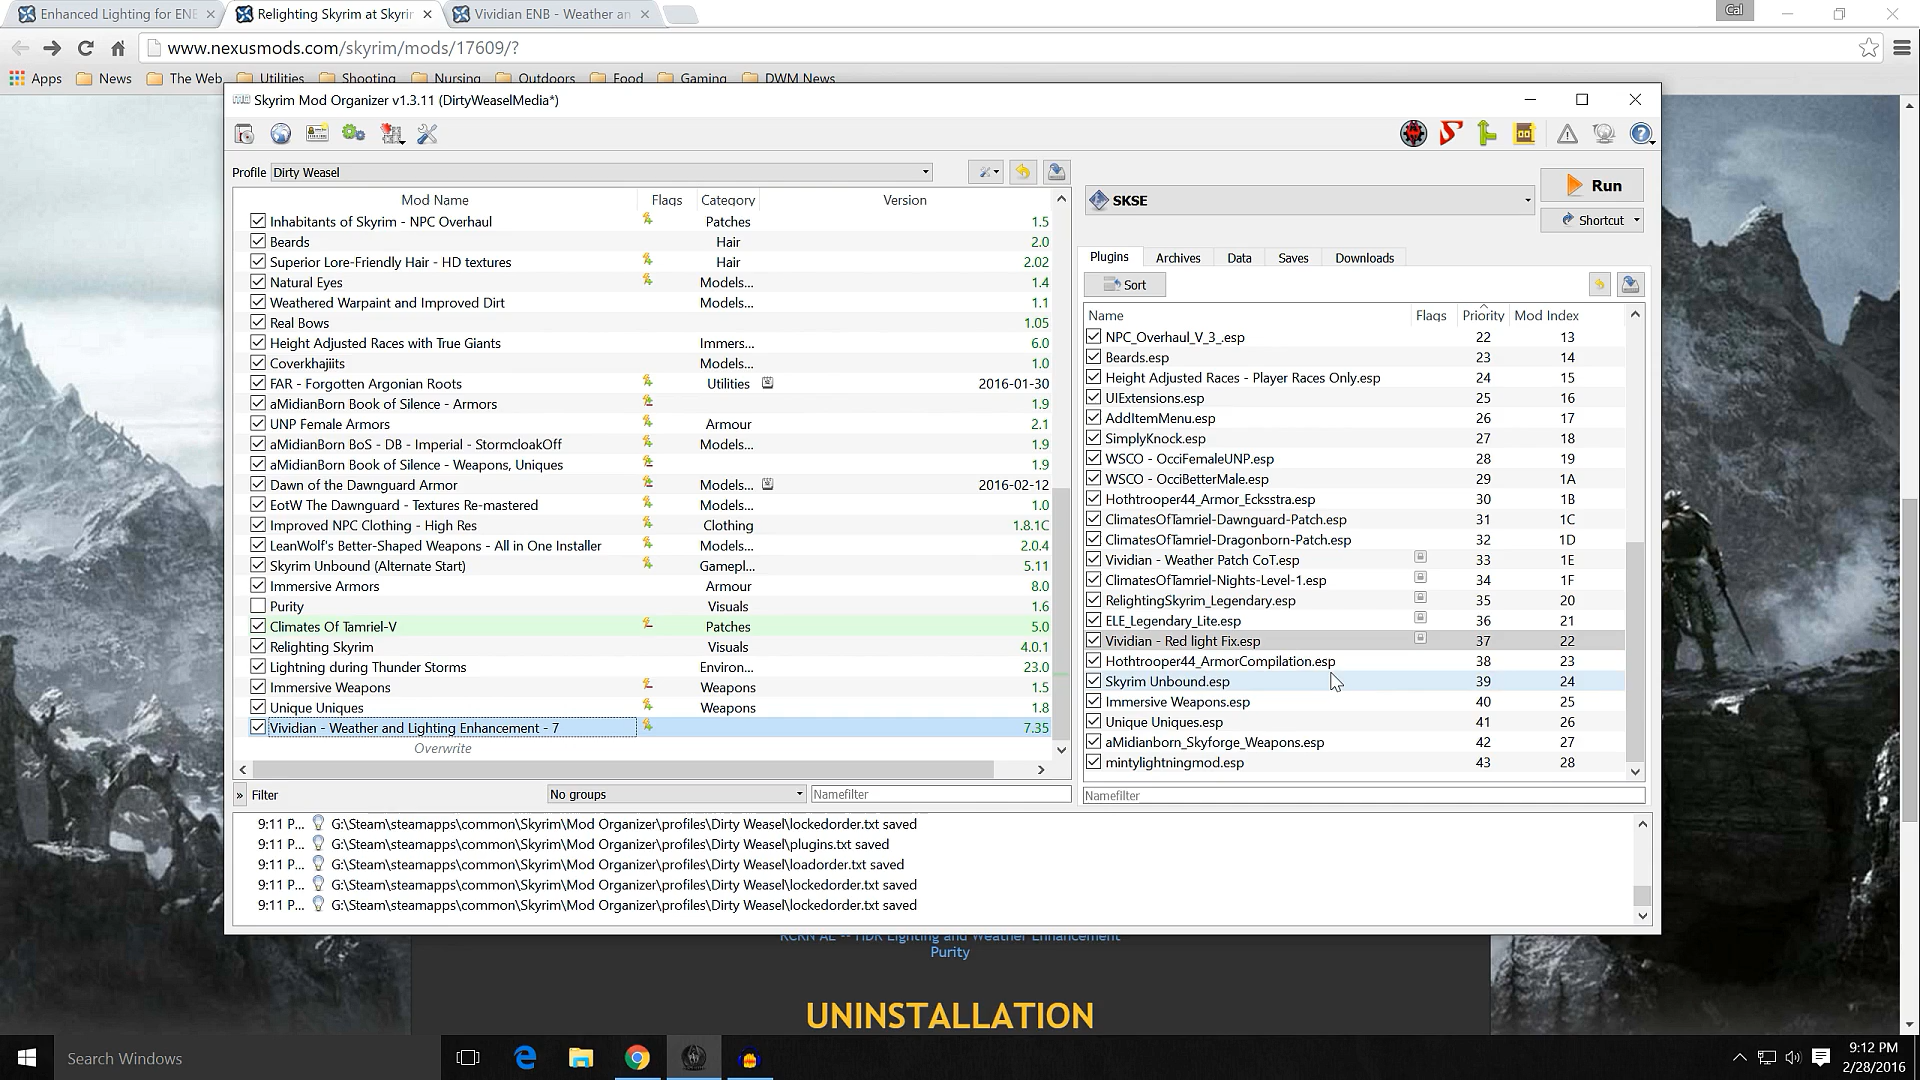 Enhanced Lighting for ENB
Relighting Skyrim at Skyrim
Vividian ENB - Weather an
Cal
www.nexusmods.com/skyrim/mods/17609/?
Apps News The Web Utilities Shooting Nursing Outdoors Food Gaming DWM News
Skyrim Mod Organizer v1.3.11 (DirtyWeaselMedia*)
Profile Dirty Weasel
Mod Name Flags Category Version
Inhabitants of Skyrim - NPC Overhaul Patches 1.5
Beards Hair 2.0
Superior Lore-Friendly Hair - HD textures Hair 2.02
Natural Eyes Models... 1.4
Weathered Warpaint and Improved Dirt Models... 1.1
Real Bows 1.05
Height Adjusted Races with True Giants Immers... 6.0
Coverkhajiits Models... 1.0
FAR - Forgotten Argonian Roots Utilities 2016-01-30
aMidianBorn Book of Silence - Armors 1.9
UNP Female Armors Armour 2.1
aMidianBorn BoS - DB - Imperial - StormcloakOff Models... 1.9
aMidianBorn Book of Silence - Weapons, Uniques 1.9
Dawn of the Dawnguard Armor Models... 2016-02-12
EotW The Dawnguard - Textures Re-mastered Models... 1.0
Improved NPC Clothing - High Res Clothing 1.8.1C
LeanWolf's Better-Shaped Weapons - All in One Installer Models... 2.0.4
Skyrim Unbound (Alternate Start) Gamepl... 5.11
Immersive Armors Armour 8.0
Purity Visuals 1.6
Climates Of Tamriel-V Patches 5.0
Relighting Skyrim Visuals 4.0.1
Lightning during Thunder Storms Environ... 23.0
Immersive Weapons Weapons 1.5
Unique Uniques Weapons 1.8
Vividian - Weather and Lighting Enhancement - 7 7.35
Overwrite
» Filter No groups Namefilter
SKSE
Run
Shortcut
Plugins Archives Data Saves Downloads
Sort
Name Flags Priority Mod Index
NPC_Overhaul_V_3_.esp 22 13
Beards.esp 23 14
Height Adjusted Races - Player Races Only.esp 24 15
UIExtensions.esp 25 16
AddItemMenu.esp 26 17
SimplyKnock.esp 27 18
WSCO - OcciFemaleUNP.esp 28 19
WSCO - OcciBetterMale.esp 29 1A
Hothtrooper44_Armor_Ecksstra.esp 30 1B
ClimatesOfTamriel-Dawnguard-Patch.esp 31 1C
ClimatesOfTamriel-Dragonborn-Patch.esp 32 1D
Vividian - Weather Patch CoT.esp 33 1E
ClimatesOfTamriel-Nights-Level-1.esp 34 1F
RelightingSkyrim_Legendary.esp 35 20
ELE_Legendary_Lite.esp 36 21
Vividian - Red light Fix.esp 37 22
Hothtrooper44_ArmorCompilation.esp 38 23
Skyrim Unbound.esp 39 24
Immersive Weapons.esp 40 25
Unique Uniques.esp 41 26
aMidianborn_Skyforge_Weapons.esp 42 27
mintylightningmod.esp 43 28
Namefilter
9:11 P... G:\Steam\steamapps\common\Skyrim\Mod Organizer\profiles\Dirty Weasel\lockedorder.txt saved
9:11 P... G:\Steam\steamapps\common\Skyrim\Mod Organizer\profiles\Dirty Weasel\plugins.txt saved
9:11 P... G:\Steam\steamapps\common\Skyrim\Mod Organizer\profiles\Dirty Weasel\loadorder.txt saved
9:11 P... G:\Steam\steamapps\common\Skyrim\Mod Organizer\profiles\Dirty Weasel\lockedorder.txt saved
9:11 P... G:\Steam\steamapps\common\Skyrim\Mod Organizer\profiles\Dirty Weasel\lockedorder.txt saved
RCRN AE -- HDR Lighting and Weather Enhancement
Purity
UNINSTALLATION
Search Windows
9:12 PM
2/28/2016